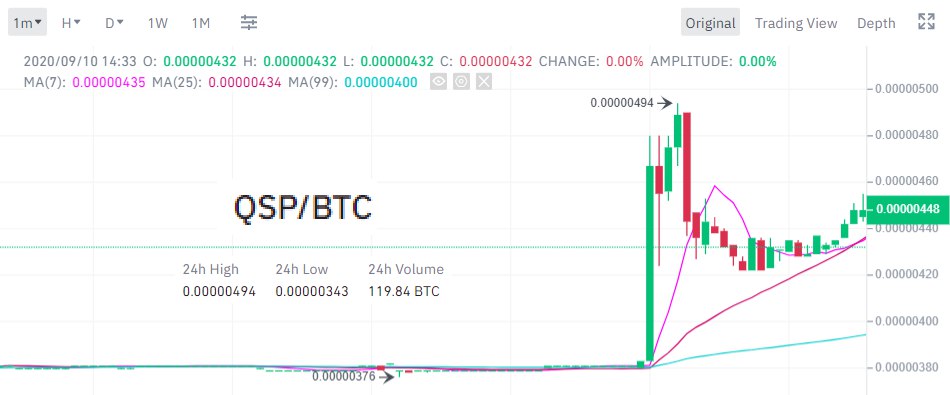 1m H D 1W 1M Original Trading View Depth
2020/09/10 14:33 O: 0.00000432 H: 0.00000432 L: 0.00000432 C: 0.00000432 CHANGE: 0.00% AMPLITUDE: 0.00%
MA(7): 0.00000435 MA(25): 0.00000434 MA(99): 0.00000400
0.00000500
0.00000494
0.00000480
0.00000460
QSP/BTC
0.00000448
0.00000440
24h High 24h Low 24h Volume
0.00000420
0.00000494 0.00000343 119.84 BTC
0.00000400
0.00000380
0.00000376